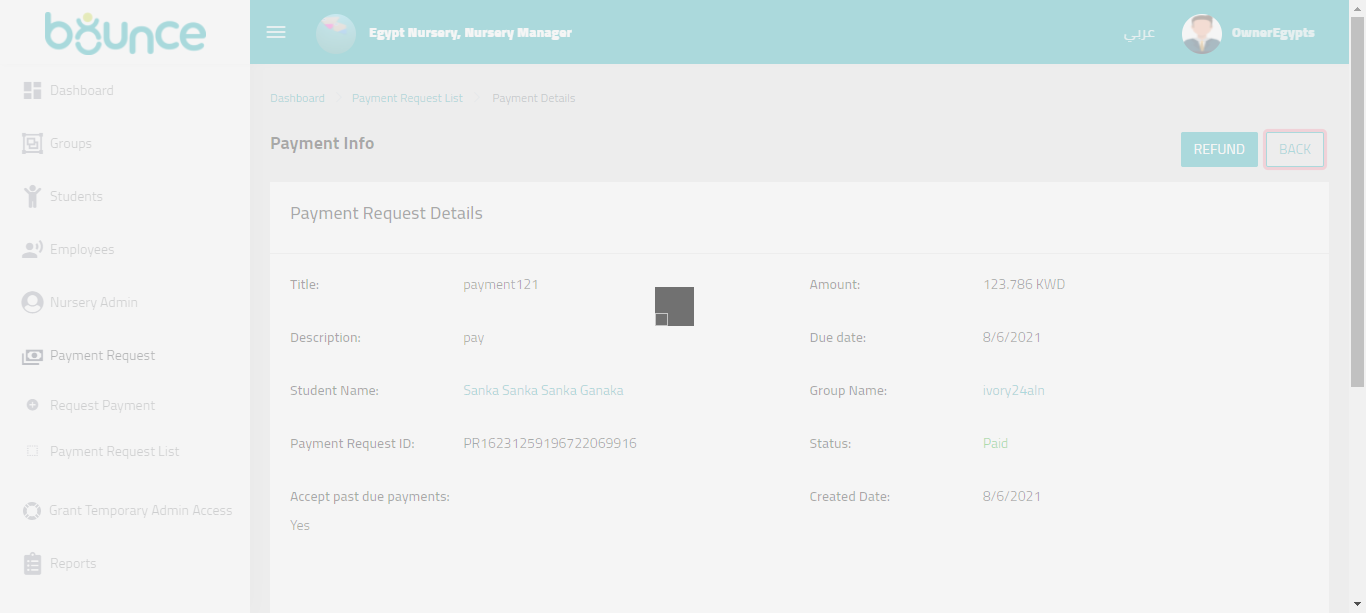 bounce
Egypt Nursery, Nursery Manager
عربي
OwnerEgypts
Dashboard
Groups
Students
Employees
Nursery Admin
Payment Request
Request Payment
Payment Request List
Grant Temporary Admin Access
Reports
Dashboard Payment Request List Payment Details
Payment Info
REFUND
BACK
Payment Request Details
Title: payment121 Amount: 123.786 KWD
Description: pay Due date: 8/6/2021
Student Name: Sanka Sanka Sanka Ganaka Group Name: ivory24aln
Payment Request ID: PR16231259196722069916 Status: Paid
Accept past due payments: Created Date: 8/6/2021
Yes